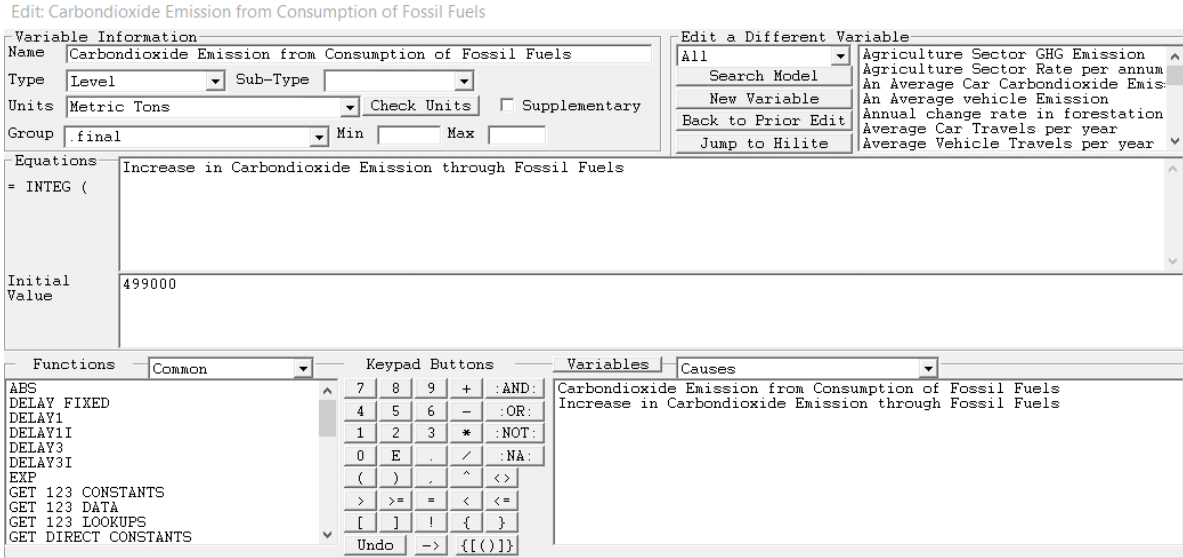 Edit: Carbondioxide Emission from Consumption of Fossil Fuels
Variable Information
Name Carbondioxide Emission from Consumption of Fossil Fuels
Type Level Sub-Type
Units Metric Tons Check Units Supplementary
Group .final Min Max
Edit a Different Variable
All
Search Model
New Variable
Back to Prior Edit
Jump to Hilite
Agriculture Sector GHG Emission
Agriculture Sector Rate per annum
An Average Car Carbondioxide Emis
An Average vehicle Emission
Annual change rate in forestation
Average Car Travels per year
Average Vehicle Travels per year
Equations
= INTEG (
Increase in Carbondioxide Emission through Fossil Fuels
Initial
Value
499000
Functions Common
ABS
DELAY FIXED
DELAY1
DELAY1I
DELAY3
DELAY3I
EXP
GET 123 CONSTANTS
GET 123 DATA
GET 123 LOOKUPS
GET DIRECT CONSTANTS
Keypad Buttons
7 8 9 + :AND:
4 5 6 - :OR:
1 2 3 * :NOT:
0 E . / :NA:
( ) , ^ <>
> >= = < <=
[ ] ! { }
Undo -> {[()]}
Variables Causes
Carbondioxide Emission from Consumption of Fossil Fuels
Increase in Carbondioxide Emission through Fossil Fuels